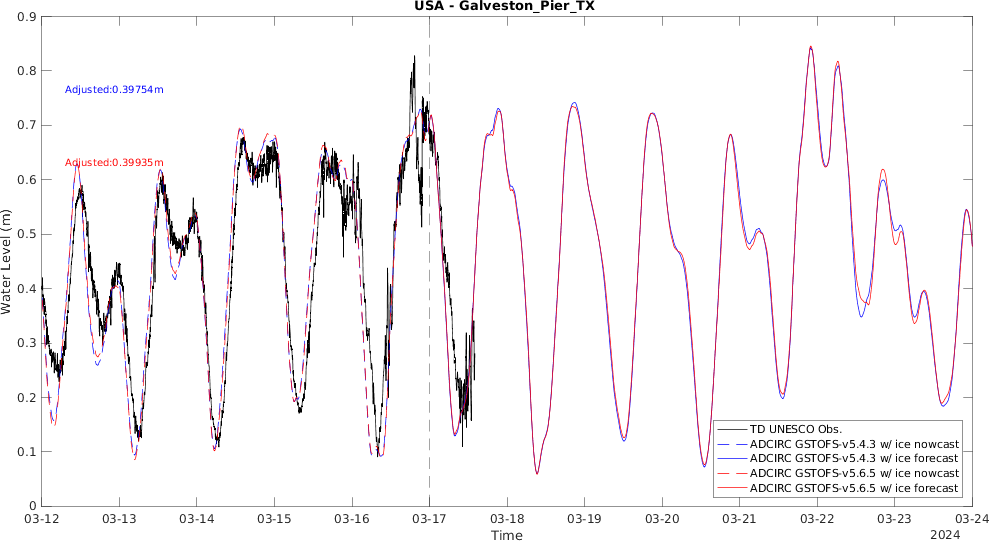 USA - Galveston_Pier_TX
0.9
0.8
Adjusted:0.39754m
0.7
Adjusted:0.39935m
0.6
0.5
Water Level (m)
0.4
0.3
0.2
0.1
0
TD UNESCO Obs.
ADCIRC GSTOFS-v5.4.3 w/ ice nowcast
ADCIRC GSTOFS-v5.4.3 w/ ice forecast
ADCIRC GSTOFS-v5.6.5 w/ ice nowcast
ADCIRC GSTOFS-v5.6.5 w/ ice forecast
03-12 03-13 03-14 03-15 03-16 03-17 03-18 03-19 03-20 03-21 03-22 03-23 03-24
Time
2024